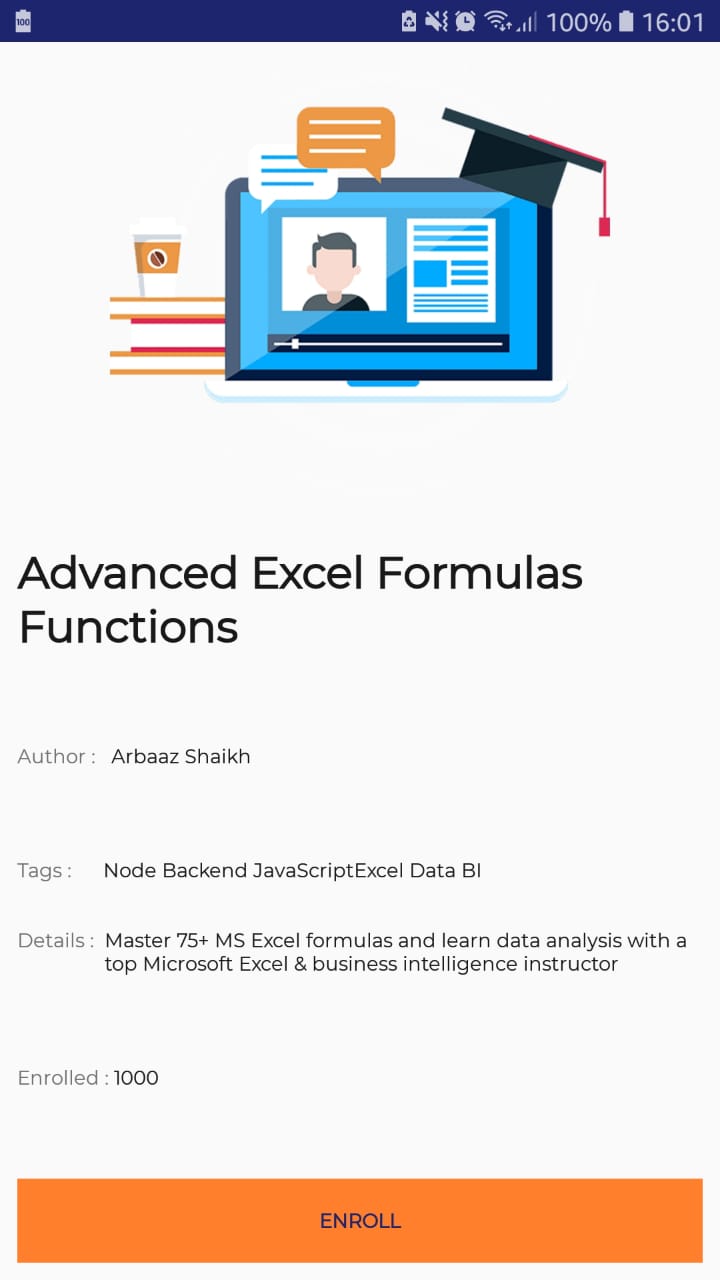 100
100% 16:01
Advanced Excel Formulas
Functions
Author : Arbaaz Shaikh
Tags : Node Backend JavaScriptExcel Data BI
Details : Master 75+ MS Excel formulas and learn data analysis with a
top Microsoft Excel & business intelligence instructor
Enrolled : 1000
ENROLL